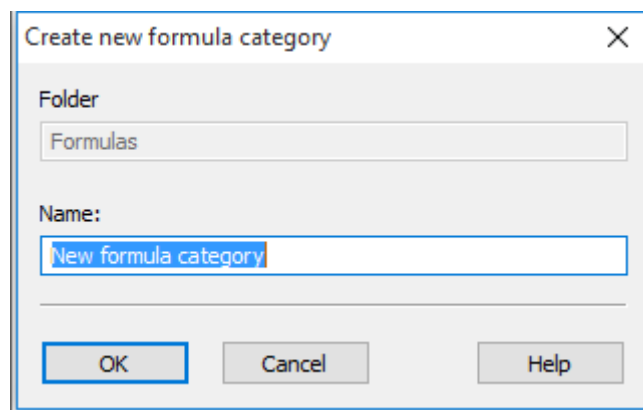 Create new formula category
Folder
Formulas
Name:
New formula category
OK Cancel Help